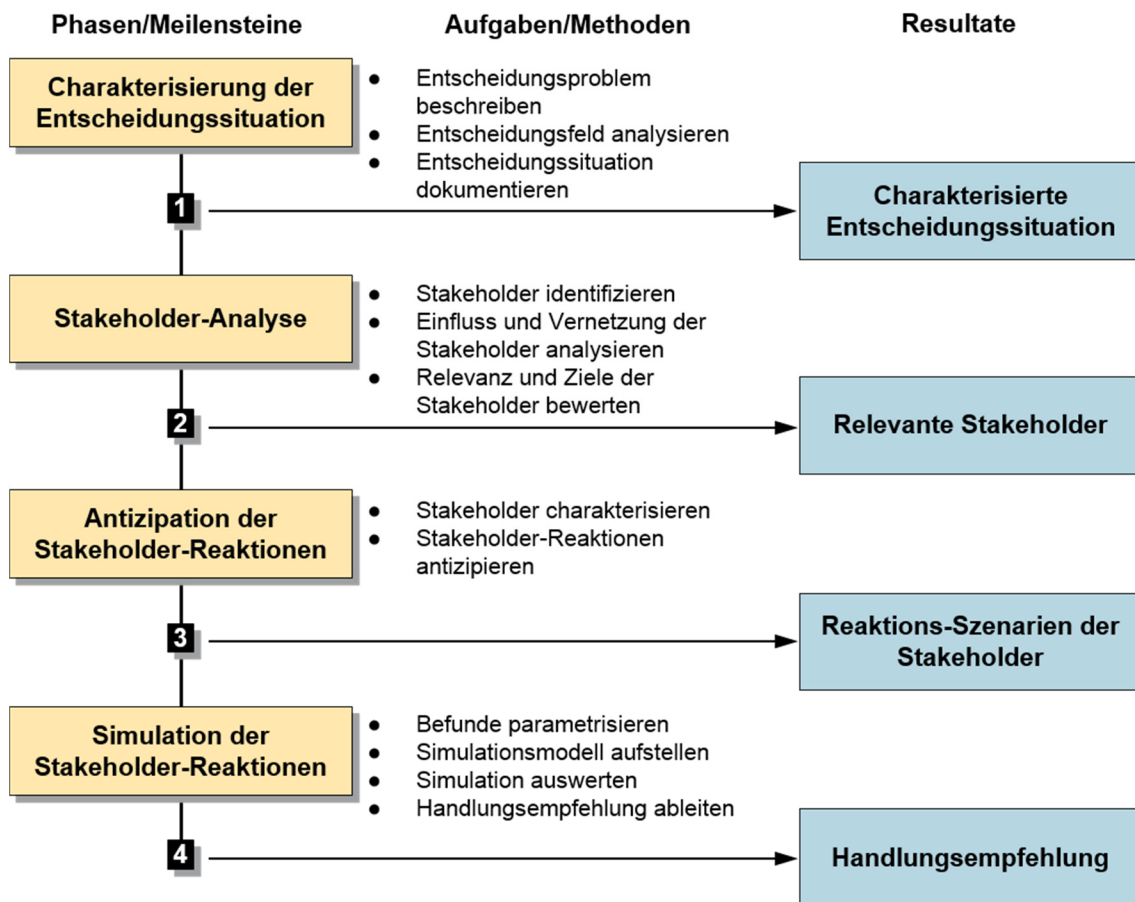 Phasen/Meilensteine
Aufgaben/Methoden
Resultate
Charakterisierung der
Entscheidungssituation
• Entscheidungsproblem
beschreiben
• Entscheidungsfeld analysieren
• Entscheidungssituation
dokumentieren
1
Charakterisierte
Entscheidungssituation
Stakeholder-Analyse
• Stakeholder identifizieren
• Einfluss und Vernetzung der
Stakeholder analysieren
• Relevanz und Ziele der
Stakeholder bewerten
2
Relevante Stakeholder
Antizipation der
Stakeholder-Reaktionen
• Stakeholder charakterisieren
• Stakeholder-Reaktionen
antizipieren
3
Reaktions-Szenarien der
Stakeholder
Simulation der
Stakeholder-Reaktionen
• Befunde parametrisieren
• Simulationsmodell aufstellen
• Simulation auswerten
• Handlungsempfehlung ableiten
4
Handlungsempfehlung